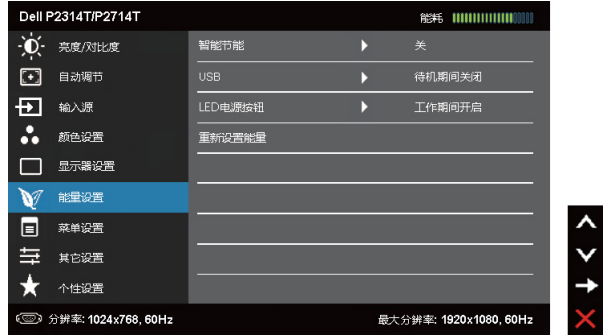 Dell P2314T/P2714T 能耗
亮度/对比度 智能节能 关
自动调节 USB 待机期间关闭
输入源 LED电源按钮 工作期间开启
颜色设置 重新设置能量
显示器设置
能量设置
菜单设置
其它设置
个性设置
分辨率: 1024x768, 60Hz 最大分辨率: 1920x1080, 60Hz